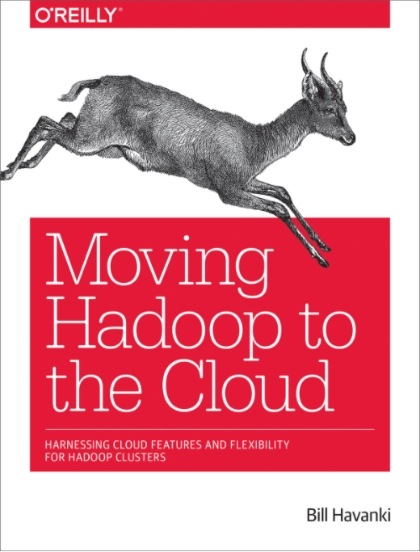 O'REILLY®
Moving
Hadoop to
the Cloud
HARNESSING CLOUD FEATURES AND FLEXIBILITY
FOR HADOOP CLUSTERS
Bill Havanki